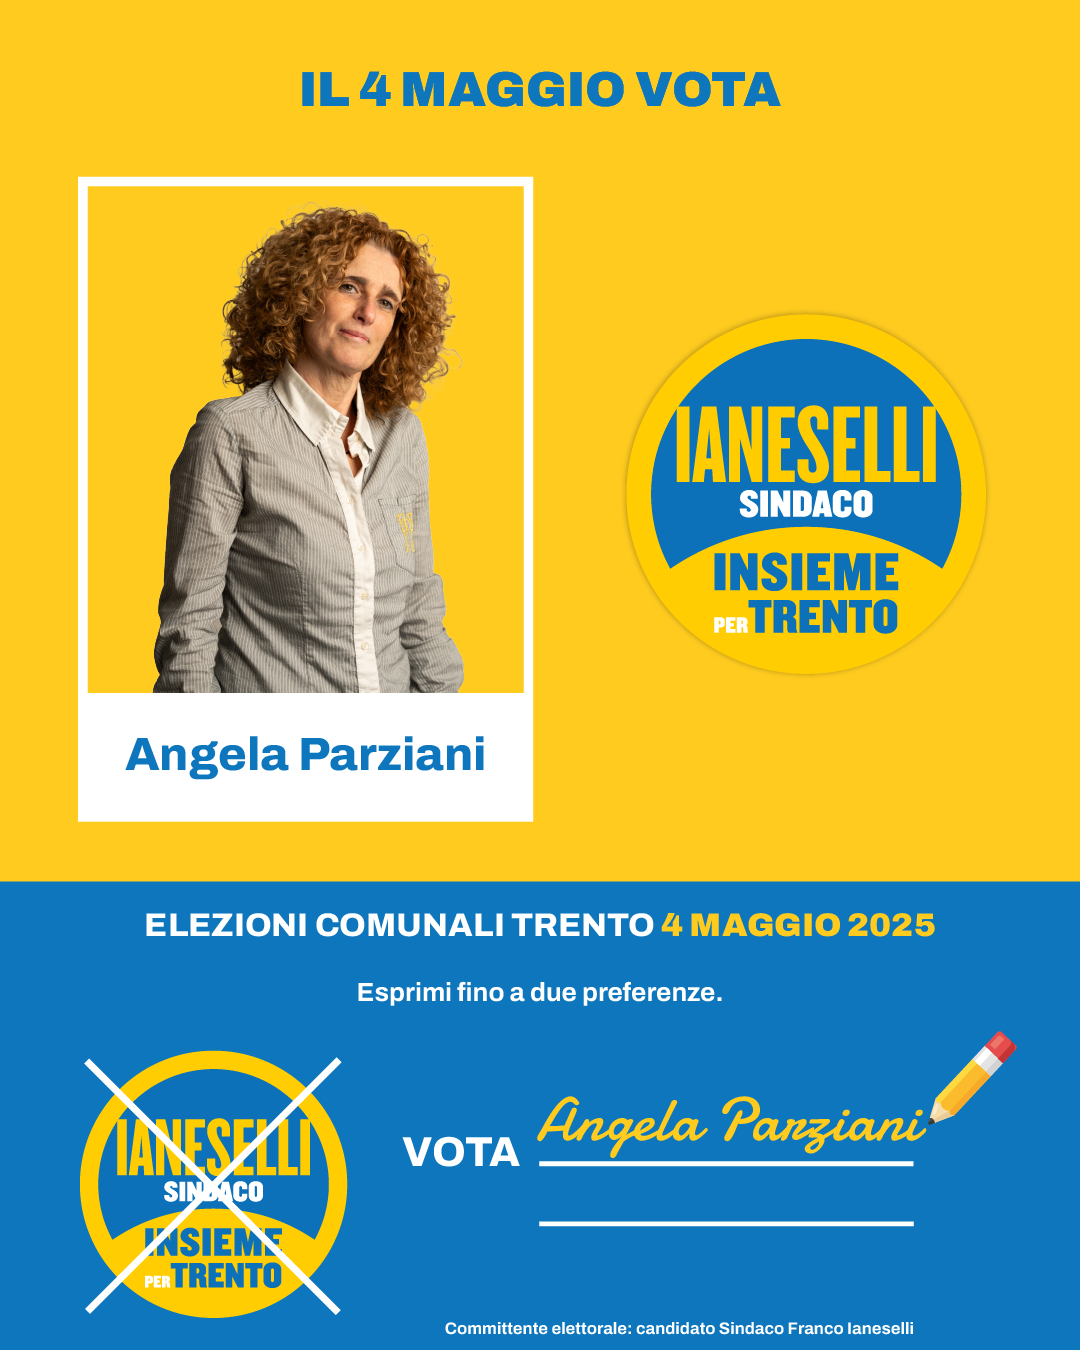 IL 4 MAGGIO VOTA
IANESELLI
SINDACO
INSIEME
PER TRENTO
Angela Parziani
ELEZIONI COMUNALI TRENTO 4 MAGGIO 2025
Esprimi fino a due preferenze.
IANESELLI
SINDACO
INSIEME
PER TRENTO
VOTA Angela Parziani
Committente elettorale: candidato Sindaco Franco Ianeselli